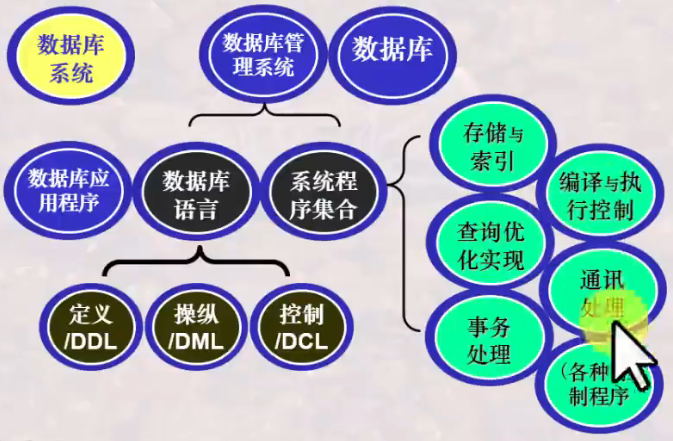 数据库
系统
数据库管
理系统
数据库
数据库应
用程序
数据库
语言
系统程
序集合
存储与
索引
编译与执
行控制
查询优
化实现
通讯
处理
事务
处理
(各种
制程序
定义
/DDL
操纵
/DML
控制
/DCL